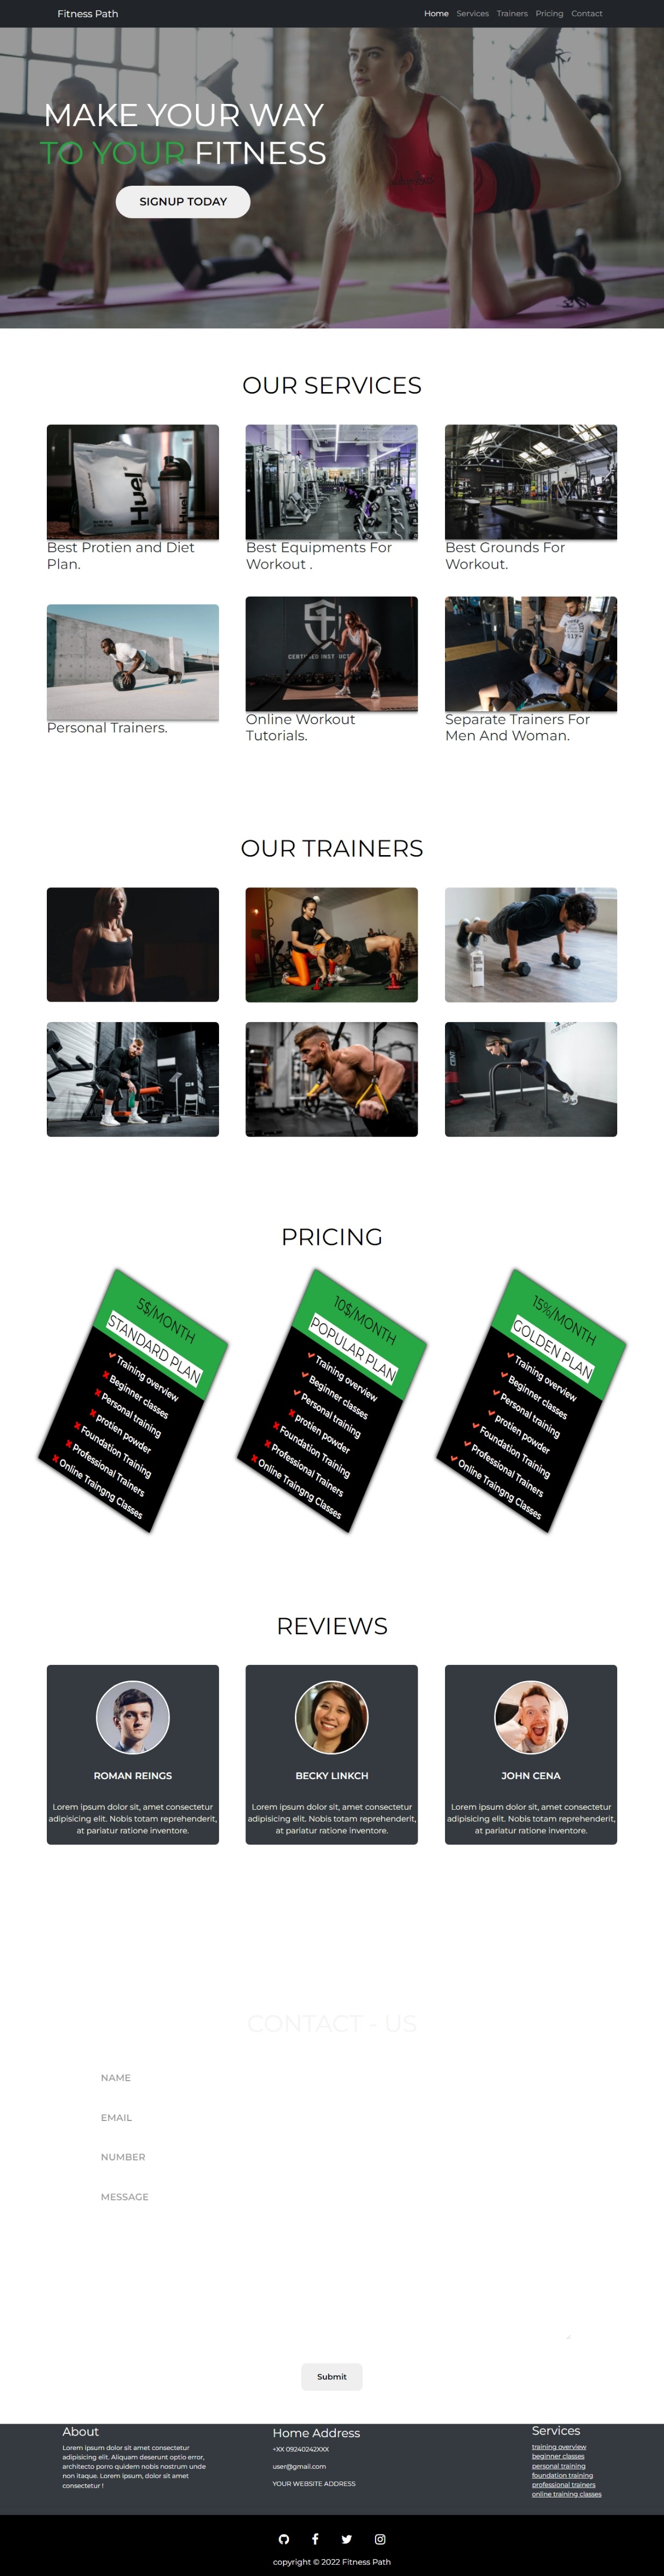 Fitness Path
Home Services Trainers Pricing Contact
MAKE YOUR WAY
TO YOUR FITNESS
SIGNUP TODAY
OUR SERVICES
Huel
Huel
Best Protien and Diet
Plan.
Best Equipments For
Workout .
Best Grounds For
Workout.
Personal Trainers.
Online Workout
Tutorials.
Separate Trainers For
Men And Woman.
OUR TRAINERS
PRICING
5$/MONTH
STANDARD PLAN
Training overview
Beginner classes
Personal training
protien powder
Foundation Training
Professional Trainers
Online Traingng Classes
10$/MONTH
POPULAR PLAN
Training overview
Beginner classes
Personal training
protien powder
Foundation Training
Professional Trainers
Online Traingng Classes
15%/MONTH
GOLDEN PLAN
Training overview
Beginner classes
Personal training
protien powder
Foundation Training
Professional Trainers
Online Traingng Classes
REVIEWS
ROMAN REINGS
Lorem ipsum dolor sit, amet consectetur
adipisicing elit. Nobis totam reprehenderit,
at pariatur ratione inventore.
BECKY LINKCH
Lorem ipsum dolor sit, amet consectetur
adipisicing elit. Nobis totam reprehenderit,
at pariatur ratione inventore.
JOHN CENA
Lorem ipsum dolor sit, amet consectetur
adipisicing elit. Nobis totam reprehenderit,
at pariatur ratione inventore.
CONTACT - US
NAME
EMAIL
NUMBER
MESSAGE
Submit
About
Lorem ipsum dolor sit amet consectetur
adipisicing elit. Aliquam deserunt optio error,
architecto porro quidem nobis nostrum unde
non itaque. Lorem ipsum, dolor sit amet
consectetur !
Home Address
+XX 09240242XXX
user@gmail.com
YOUR WEBSITE ADDRESS
Services
training overview
beginner classes
personal training
foundation training
professional trainers
online training classes
copyright © 2022 Fitness Path